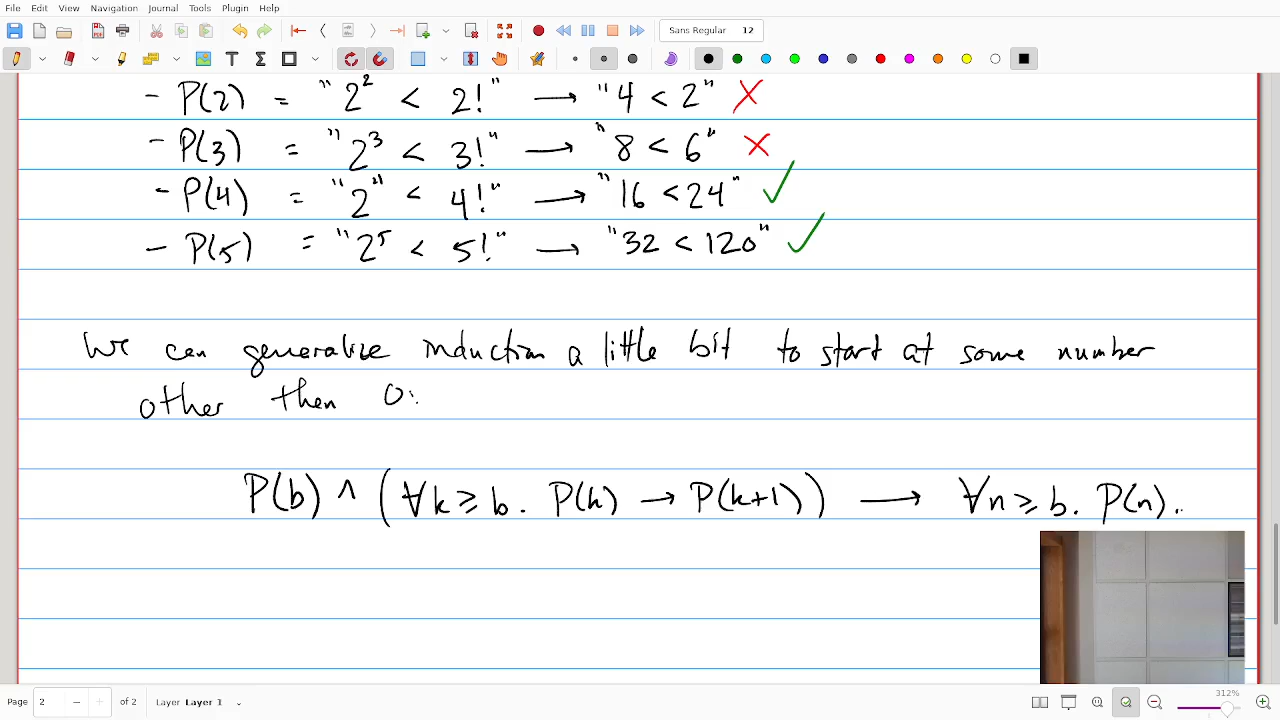 File Edit View Navigation Journal Tools Plugin Help
Sans Regular 12
- P(2) = "2² < 2!" → "4 < 2" X
- P(3) = "2³ < 3!" → "8 < 6" X
- P(4) = "2⁴" < 4!" → "16 < 24" ✓
- P(5) = "2⁵ < 5!" → "32 < 120" ✓
We can generalize induction a little bit to start at some number
other then 0:
P(b) ∧ (∀k ≥ b. P(k) → P(k+1)) → ∀n ≥ b. P(n).
Page 2 − + of 2 Layer Layer 1 312%